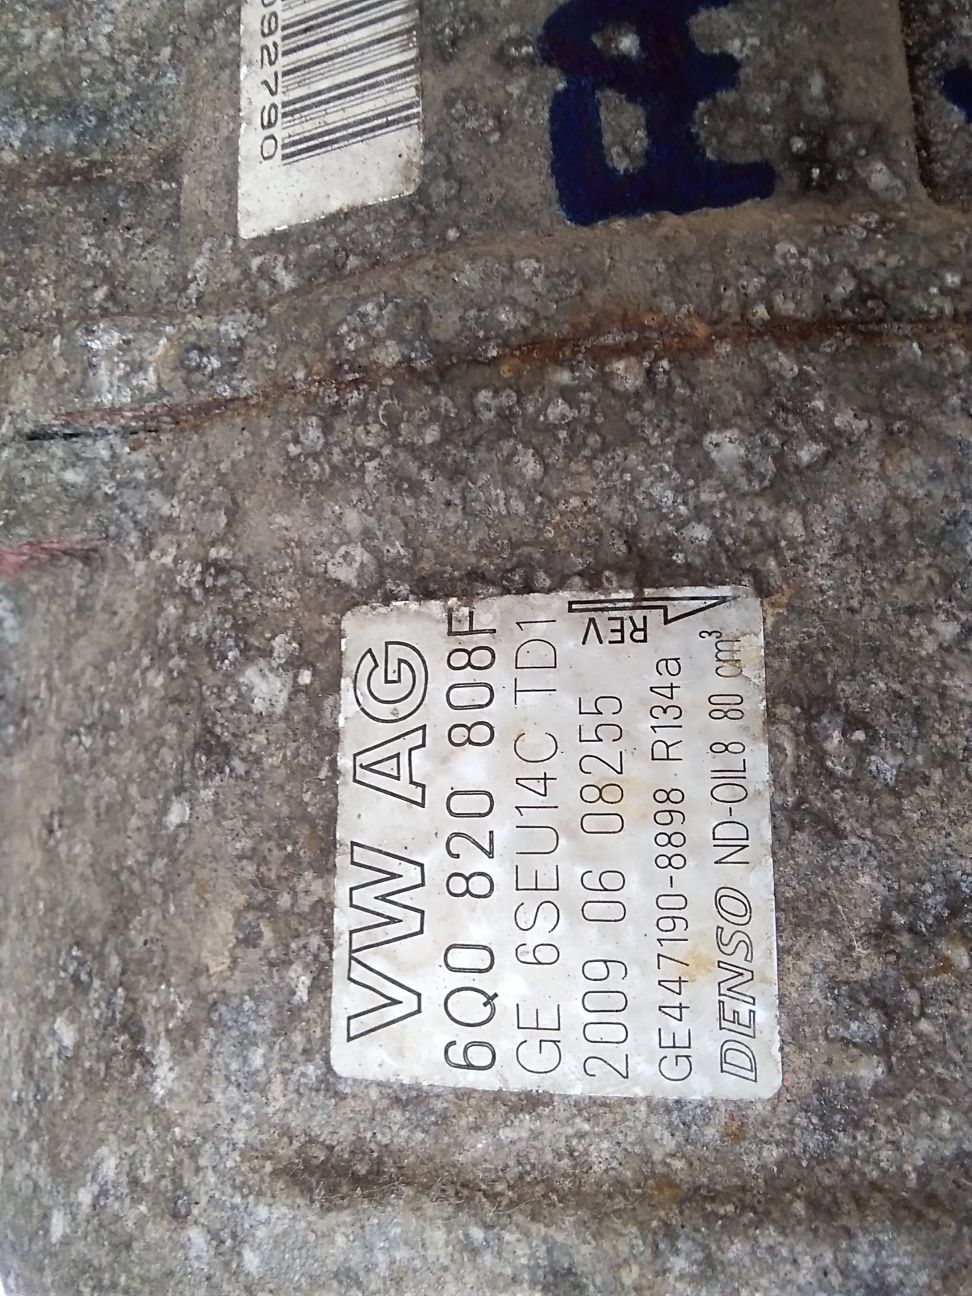 092790
VW AG
6Q0 820 808F
GE 6SEU14C TD1
2009 06 08255
REV
GE447190-8898 R134a
DENSO ND-OIL8 80 cm³